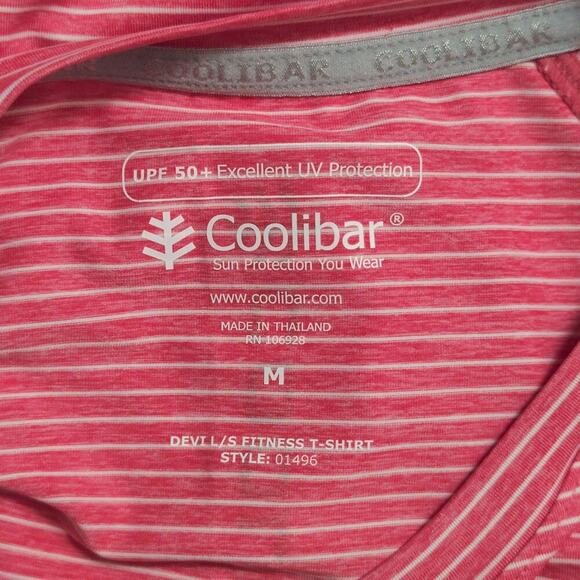 COOLIBAR COOLIBAR
UPF 50+ Excellent UV Protection
Coolibar®
Sun Protection You Wear
www.coolibar.com
MADE IN THAILAND
RN 106928
M
DEVI L/S FITNESS T-SHIRT
STYLE: 01496